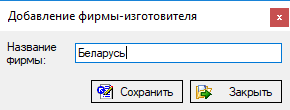 Добавление фирмы-изготовителя
x
Название
фирмы:
Беларусь
Сохранить
Закрыть